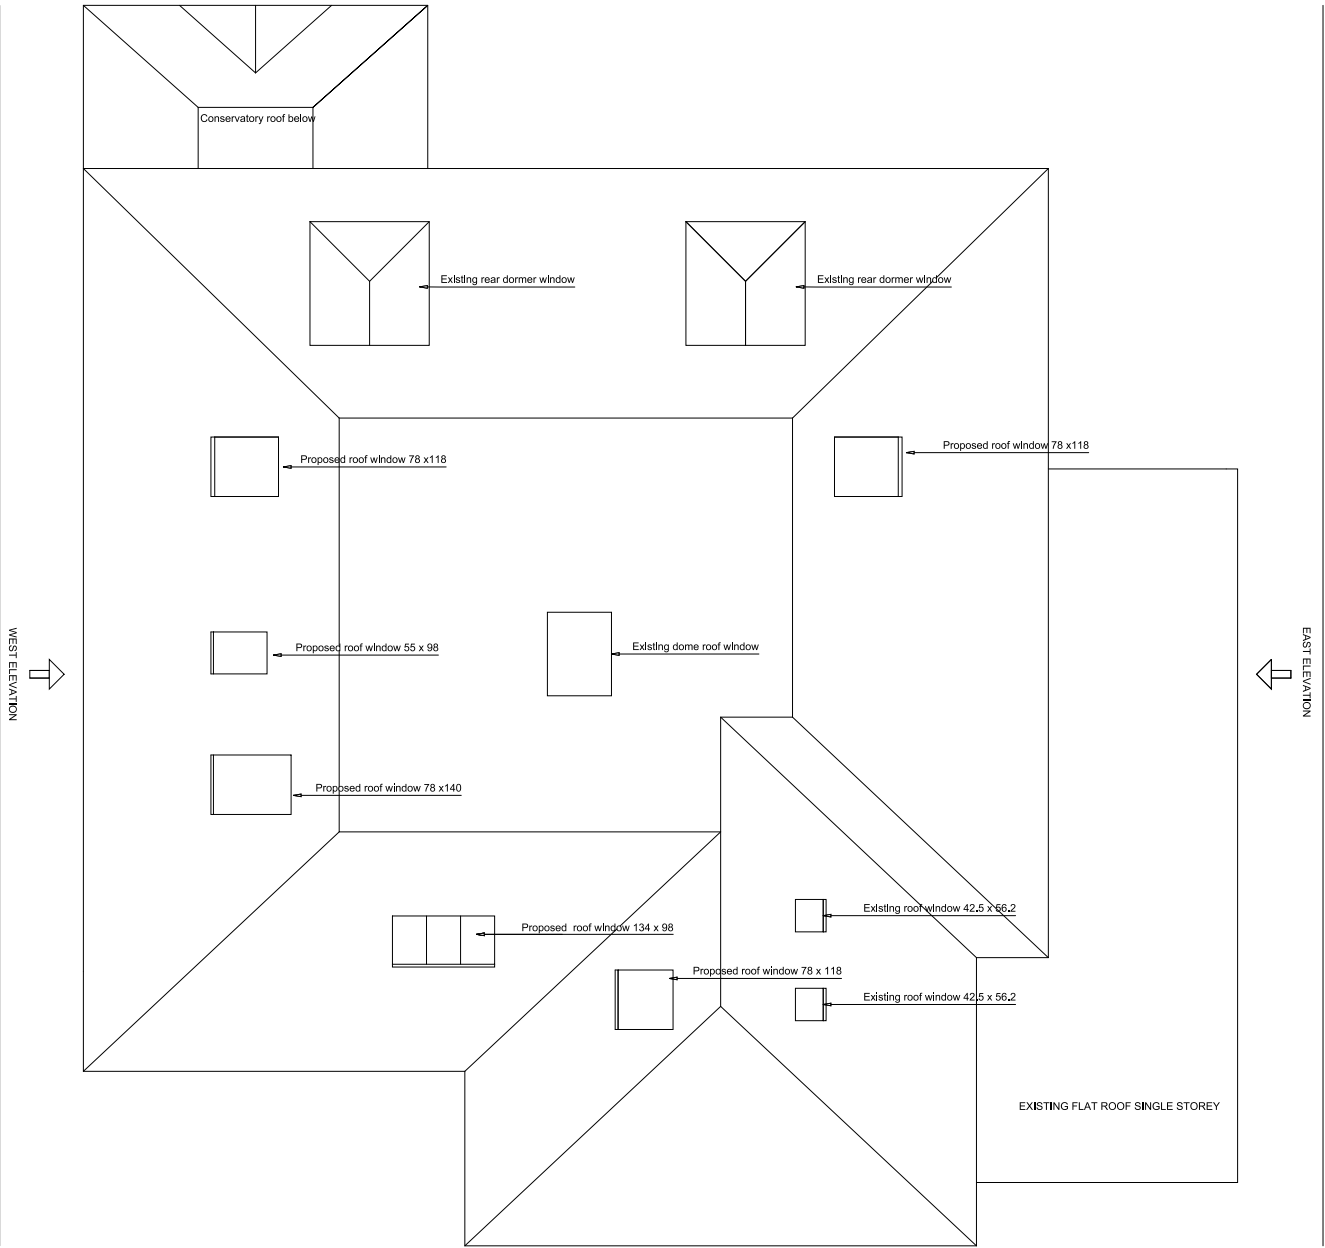 Conservatory roof below
Existing rear dormer window
Existing rear dormer window
Proposed roof window 78 x118
Proposed roof window 78 x118
WEST ELEVATION
EAST ELEVATION
Proposed roof window 55 x 98
Existing dome roof window
Proposed roof window 78 x140
Existing roof window 42.5 x 56.2
Proposed  roof window 134 x 98
Proposed roof window 78 x 118
Existing roof window 42.5 x 56.2
EXISTING FLAT ROOF SINGLE STOREY